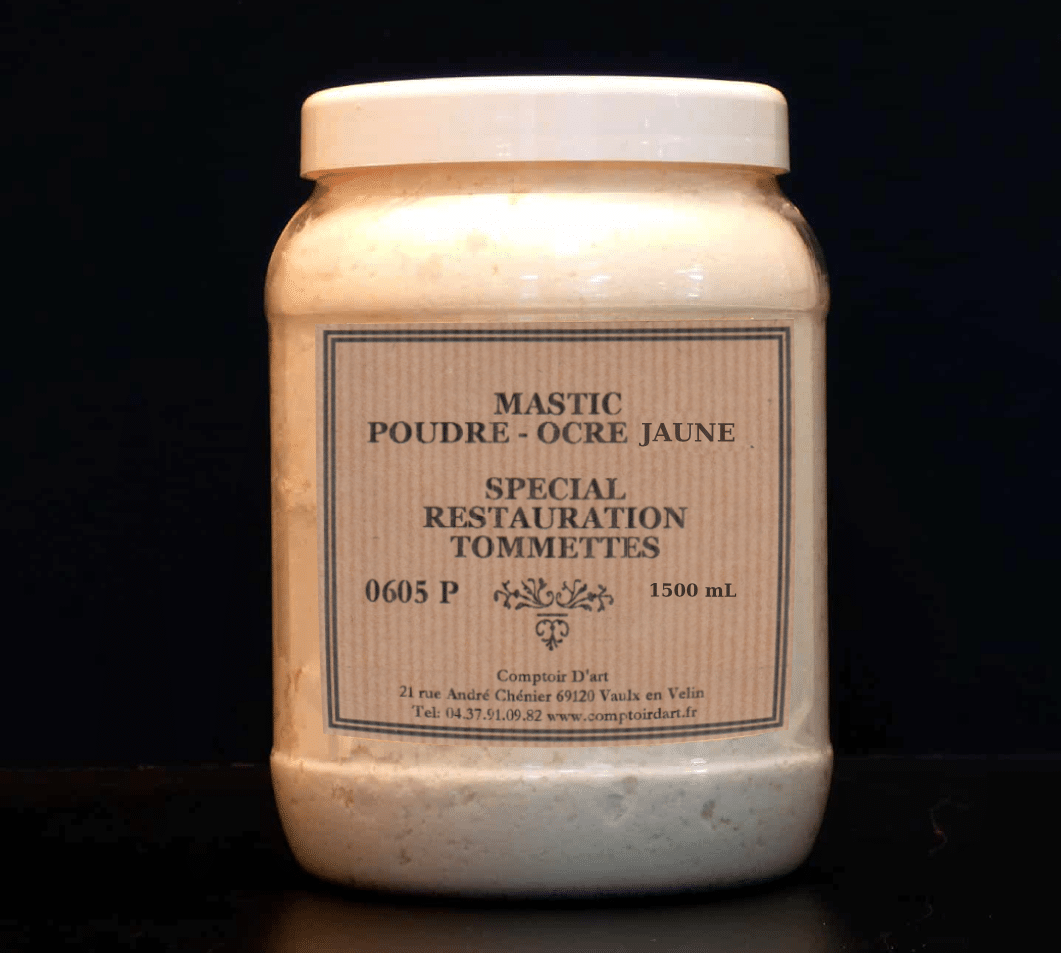 MASTIC
POUDRE - OCRE JAUNE
SPECIAL
RESTAURATION
TOMMETTES
0605 P 1500 mL
Comptoir D'art
21 rue André Chénier 69120 Vaulx en Velin
Tel: 04.37.91.09.82 www.comptoirdart.fr